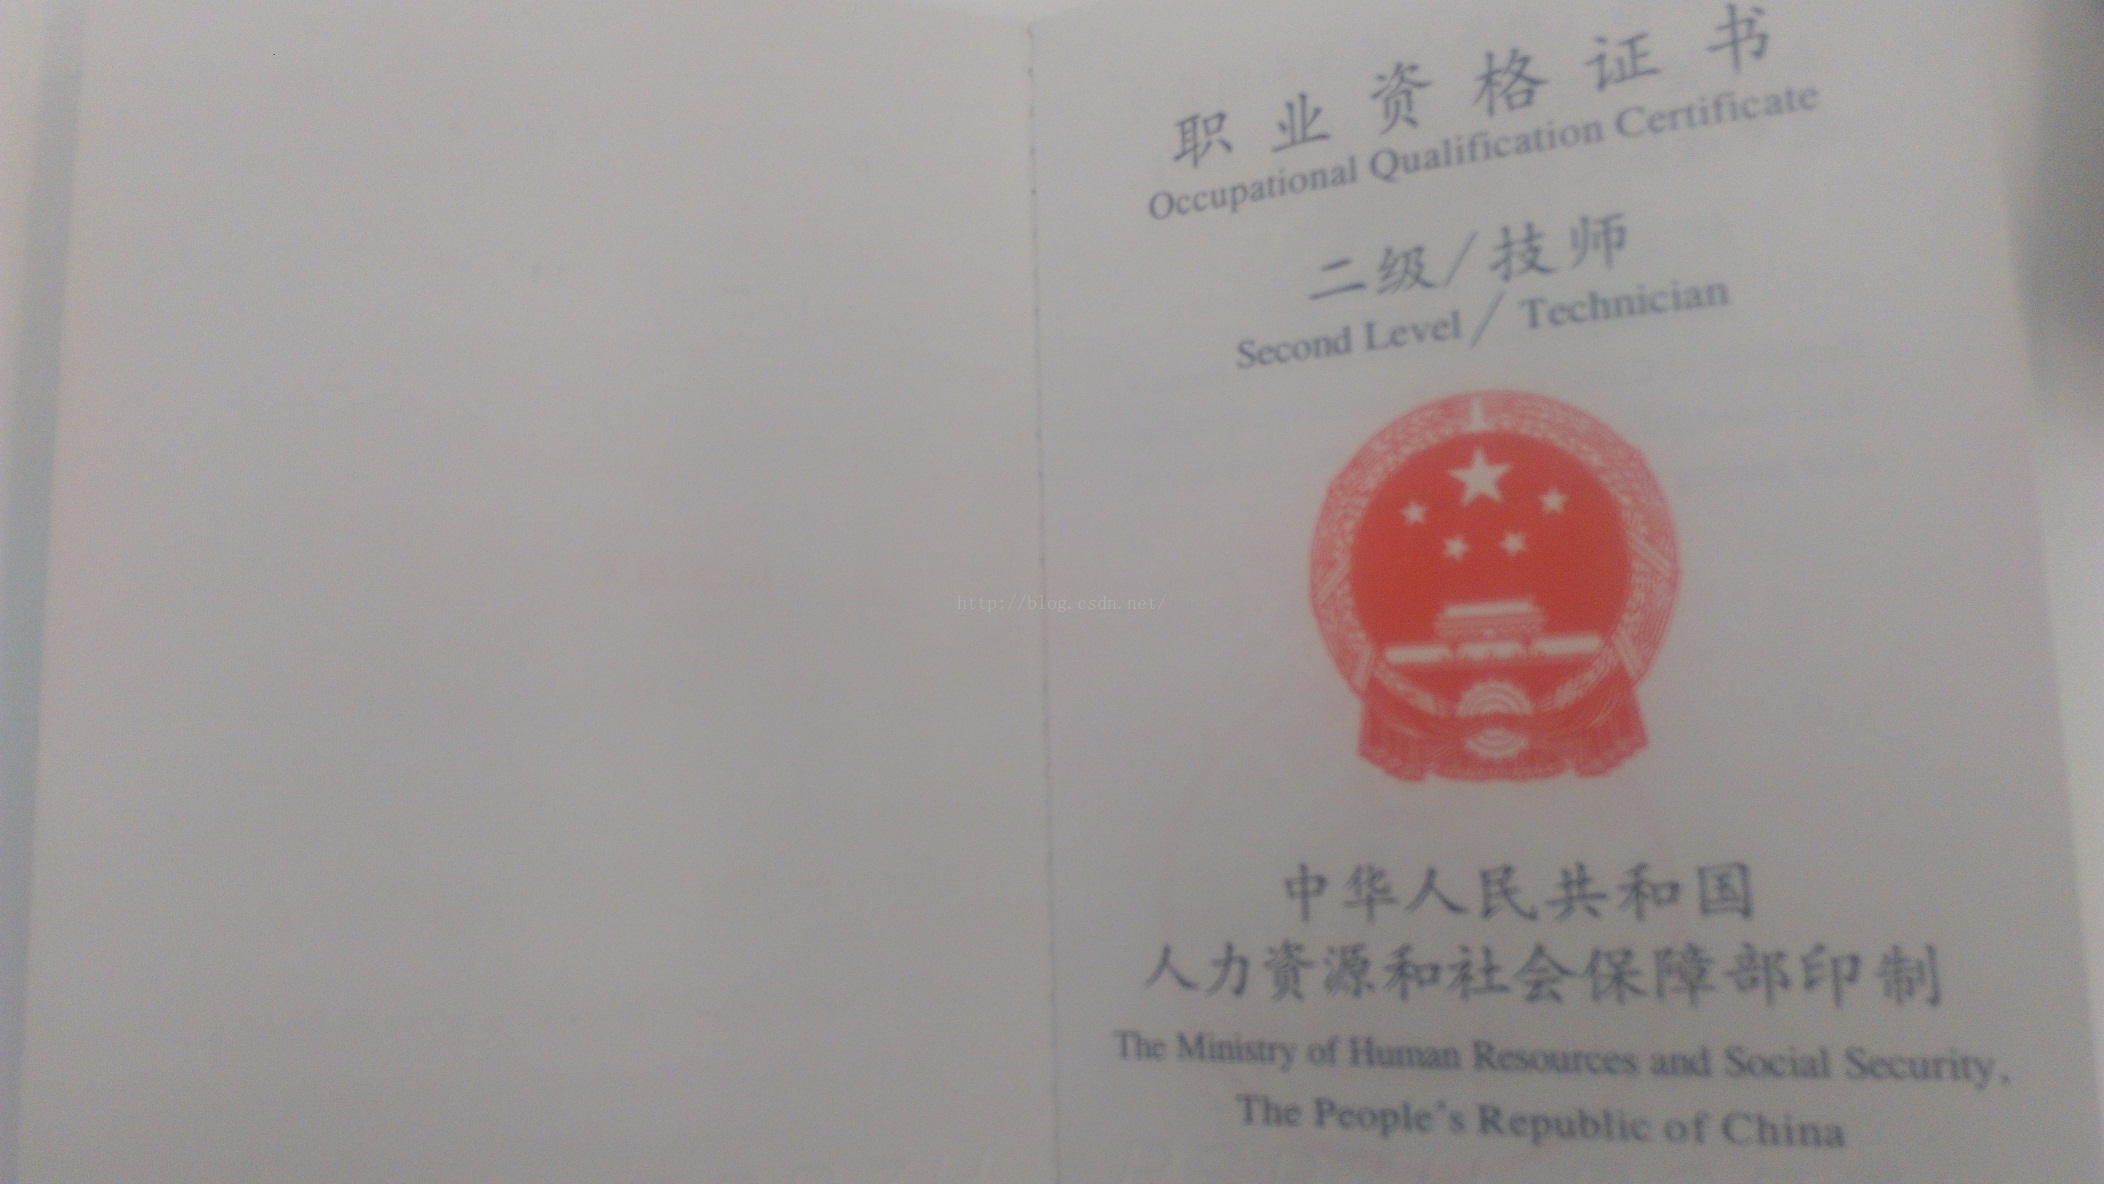 职业资格证书
Occupational Qualification Certificate
二级/技师
Second Level/Technician
http://blog.csdn.net/
中华人民共和国
人力资源和社会保障部印制
The Ministry of Human Resources and Social Security,
The People's Republic of China